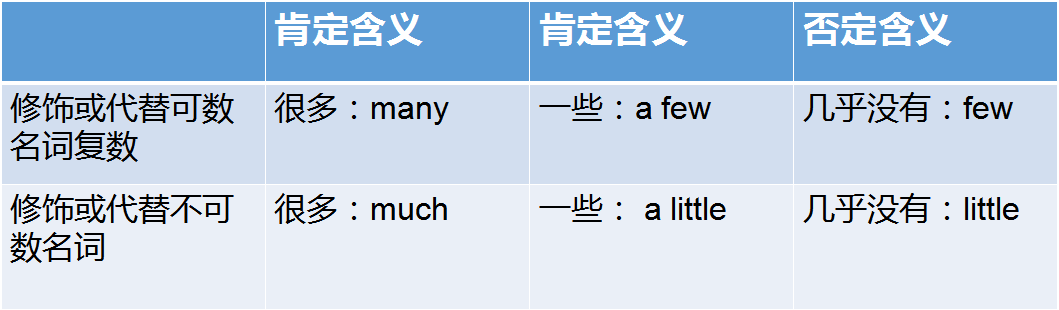 肯定含义 肯定含义 否定含义
修饰或代替可数 很多：many 一些：a few 几乎没有：few
名词复数
修饰或代替不可 很多：much 一些： a little 几乎没有：little
数名词